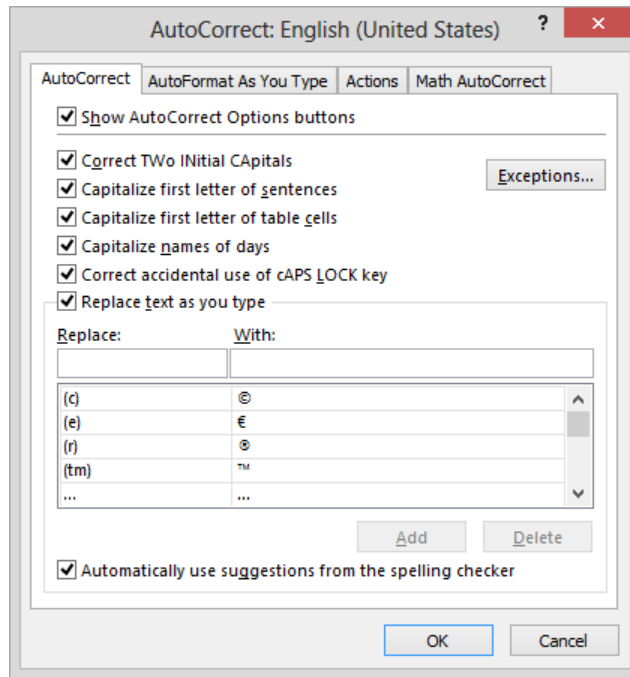 AutoCorrect: English (United States) ? ×
AutoCorrect AutoFormat As You Type Actions Math AutoCorrect
Show AutoCorrect Options buttons
Correct TWo INitial CApitals
Exceptions...
Capitalize first letter of sentences
Capitalize first letter of table cells
Capitalize names of days
Correct accidental use of cAPS LOCK key
Replace text as you type
Replace: With:
(c) ©
(e) €
(r) ®
(tm) ™
... ...
Add Delete
Automatically use suggestions from the spelling checker
OK Cancel